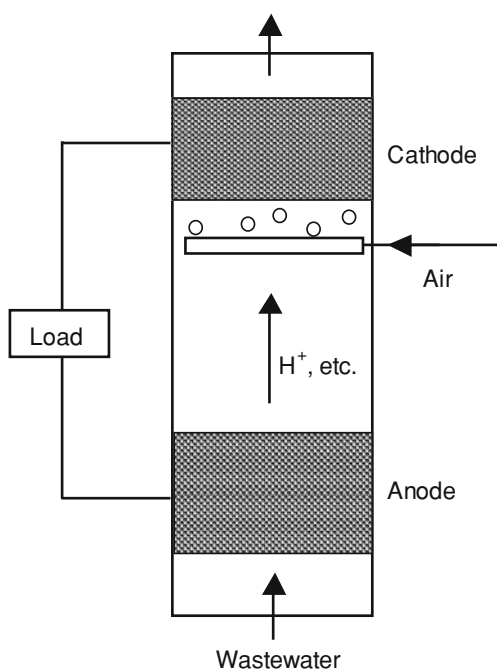 Cathode
Air
Load
H⁺, etc.
Anode
Wastewater